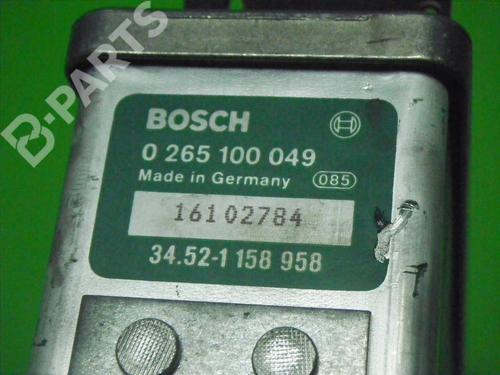 B-PARTS
BOSCH
0 265 100 049
Made in Germany 085
16102784
34.52-1 158 958